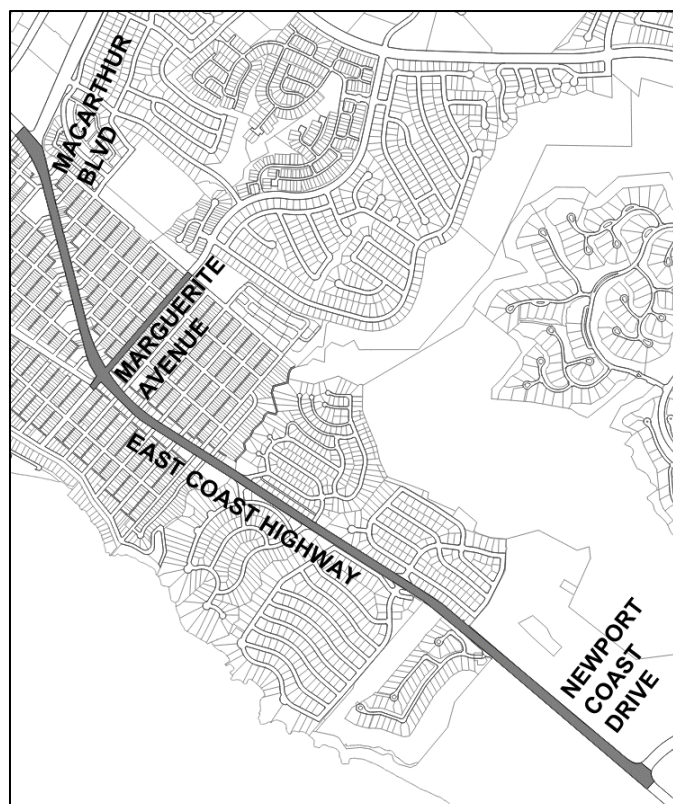 MACARTHUR
BLVD
MARGUERITE
AVENUE
EAST COAST HIGHWAY
NEWPORT
COAST
DRIVE